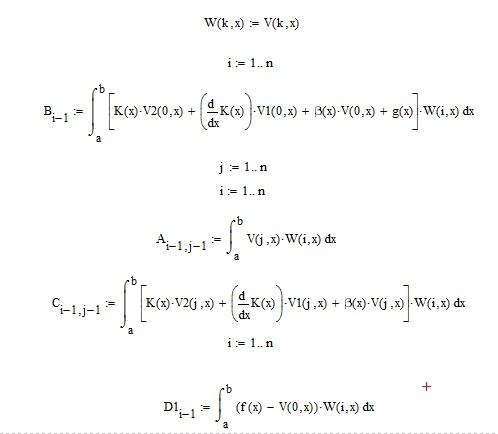 W(k,x) := V(k,x)
i := 1..n
B_{i−1} := ∫_a^b [K(x)·V2(0,x) + (d/dx K(x))·V1(0,x) + β(x)·V(0,x) + g(x)]·W(i,x) dx
j := 1..n
i := 1..n
A_{i−1,j−1} := ∫_a^b V(j,x)·W(i,x) dx
C_{i−1,j−1} := ∫_a^b [K(x)·V2(j,x) + (d/dx K(x))·V1(j,x) + β(x)·V(j,x)]·W(i,x) dx
i := 1..n
D1_{i−1} := ∫_a^b (f(x) − V(0,x))·W(i,x) dx